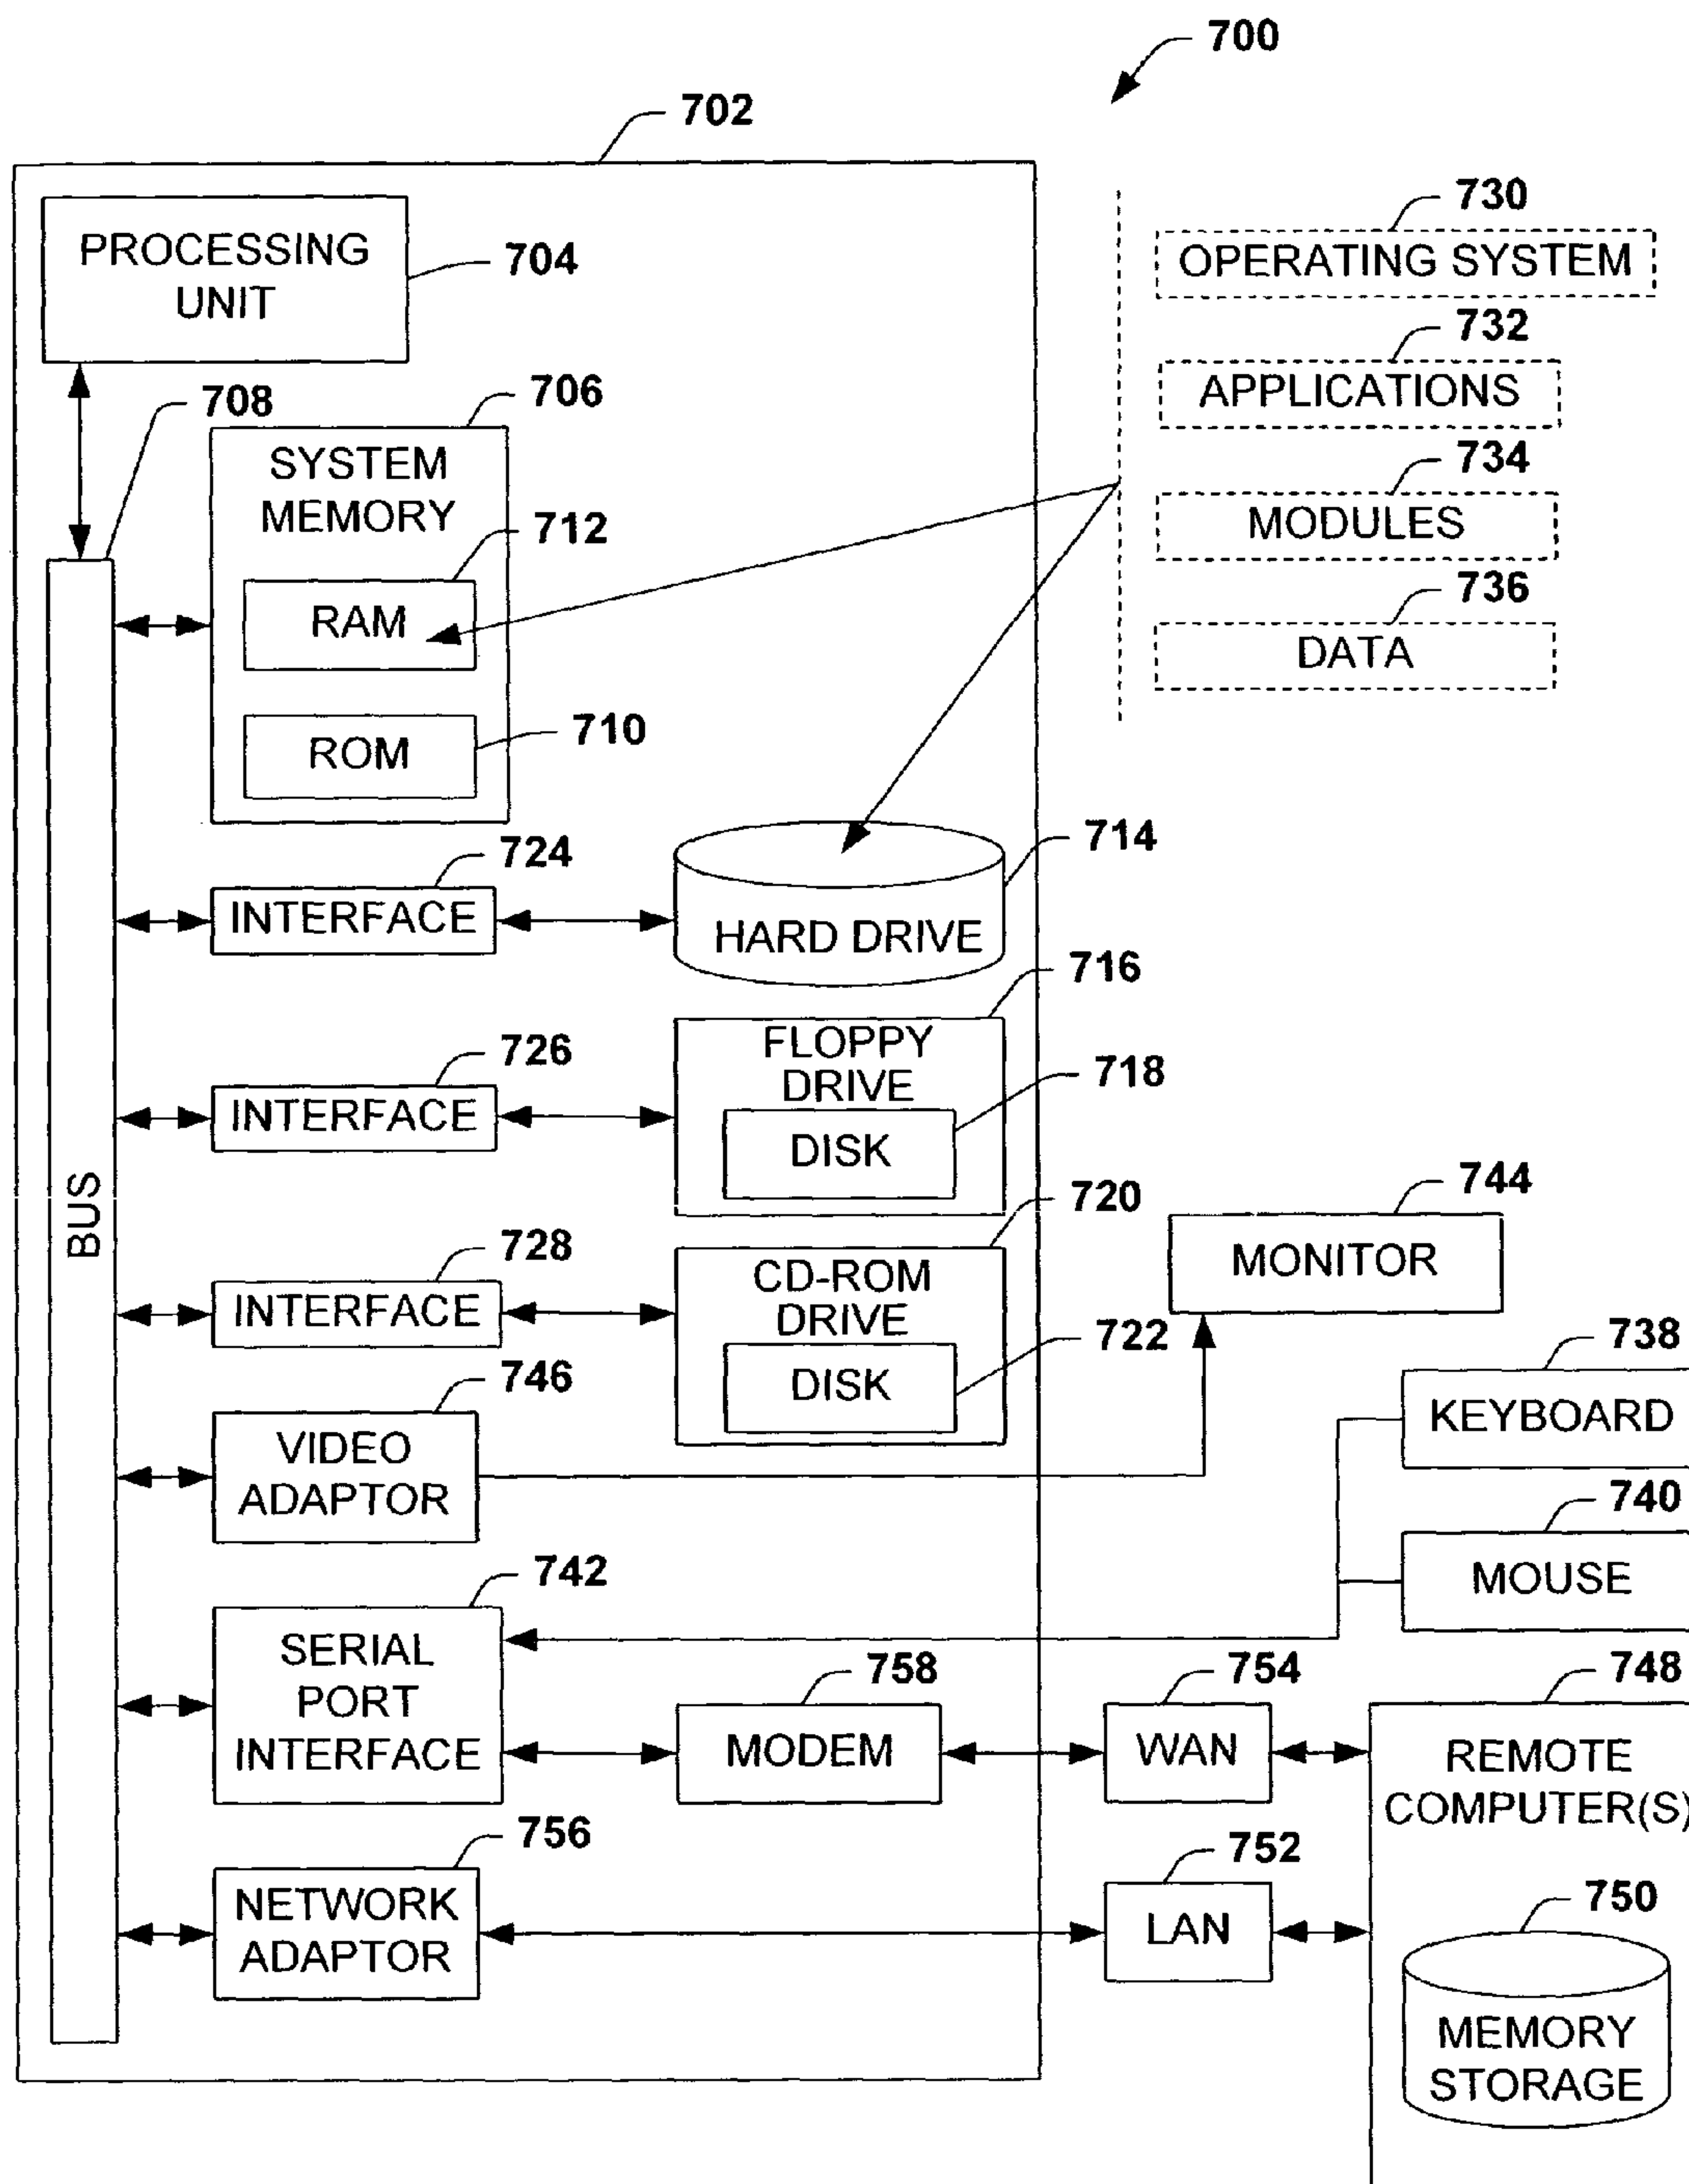 700
702
PROCESSING
UNIT
704
730
OPERATING SYSTEM
732
APPLICATIONS
734
MODULES
736
DATA
708
706
SYSTEM
MEMORY
712
RAM
710
ROM
BUS
724
INTERFACE
714
HARD DRIVE
726
INTERFACE
716
FLOPPY
DRIVE
718
DISK
728
INTERFACE
720
CD-ROM
DRIVE
722
DISK
744
MONITOR
738
KEYBOARD
740
MOUSE
746
VIDEO
ADAPTOR
742
SERIAL
PORT
INTERFACE
758
MODEM
754
WAN
748
REMOTE
COMPUTER(S)
756
NETWORK
ADAPTOR
752
LAN
750
MEMORY
STORAGE